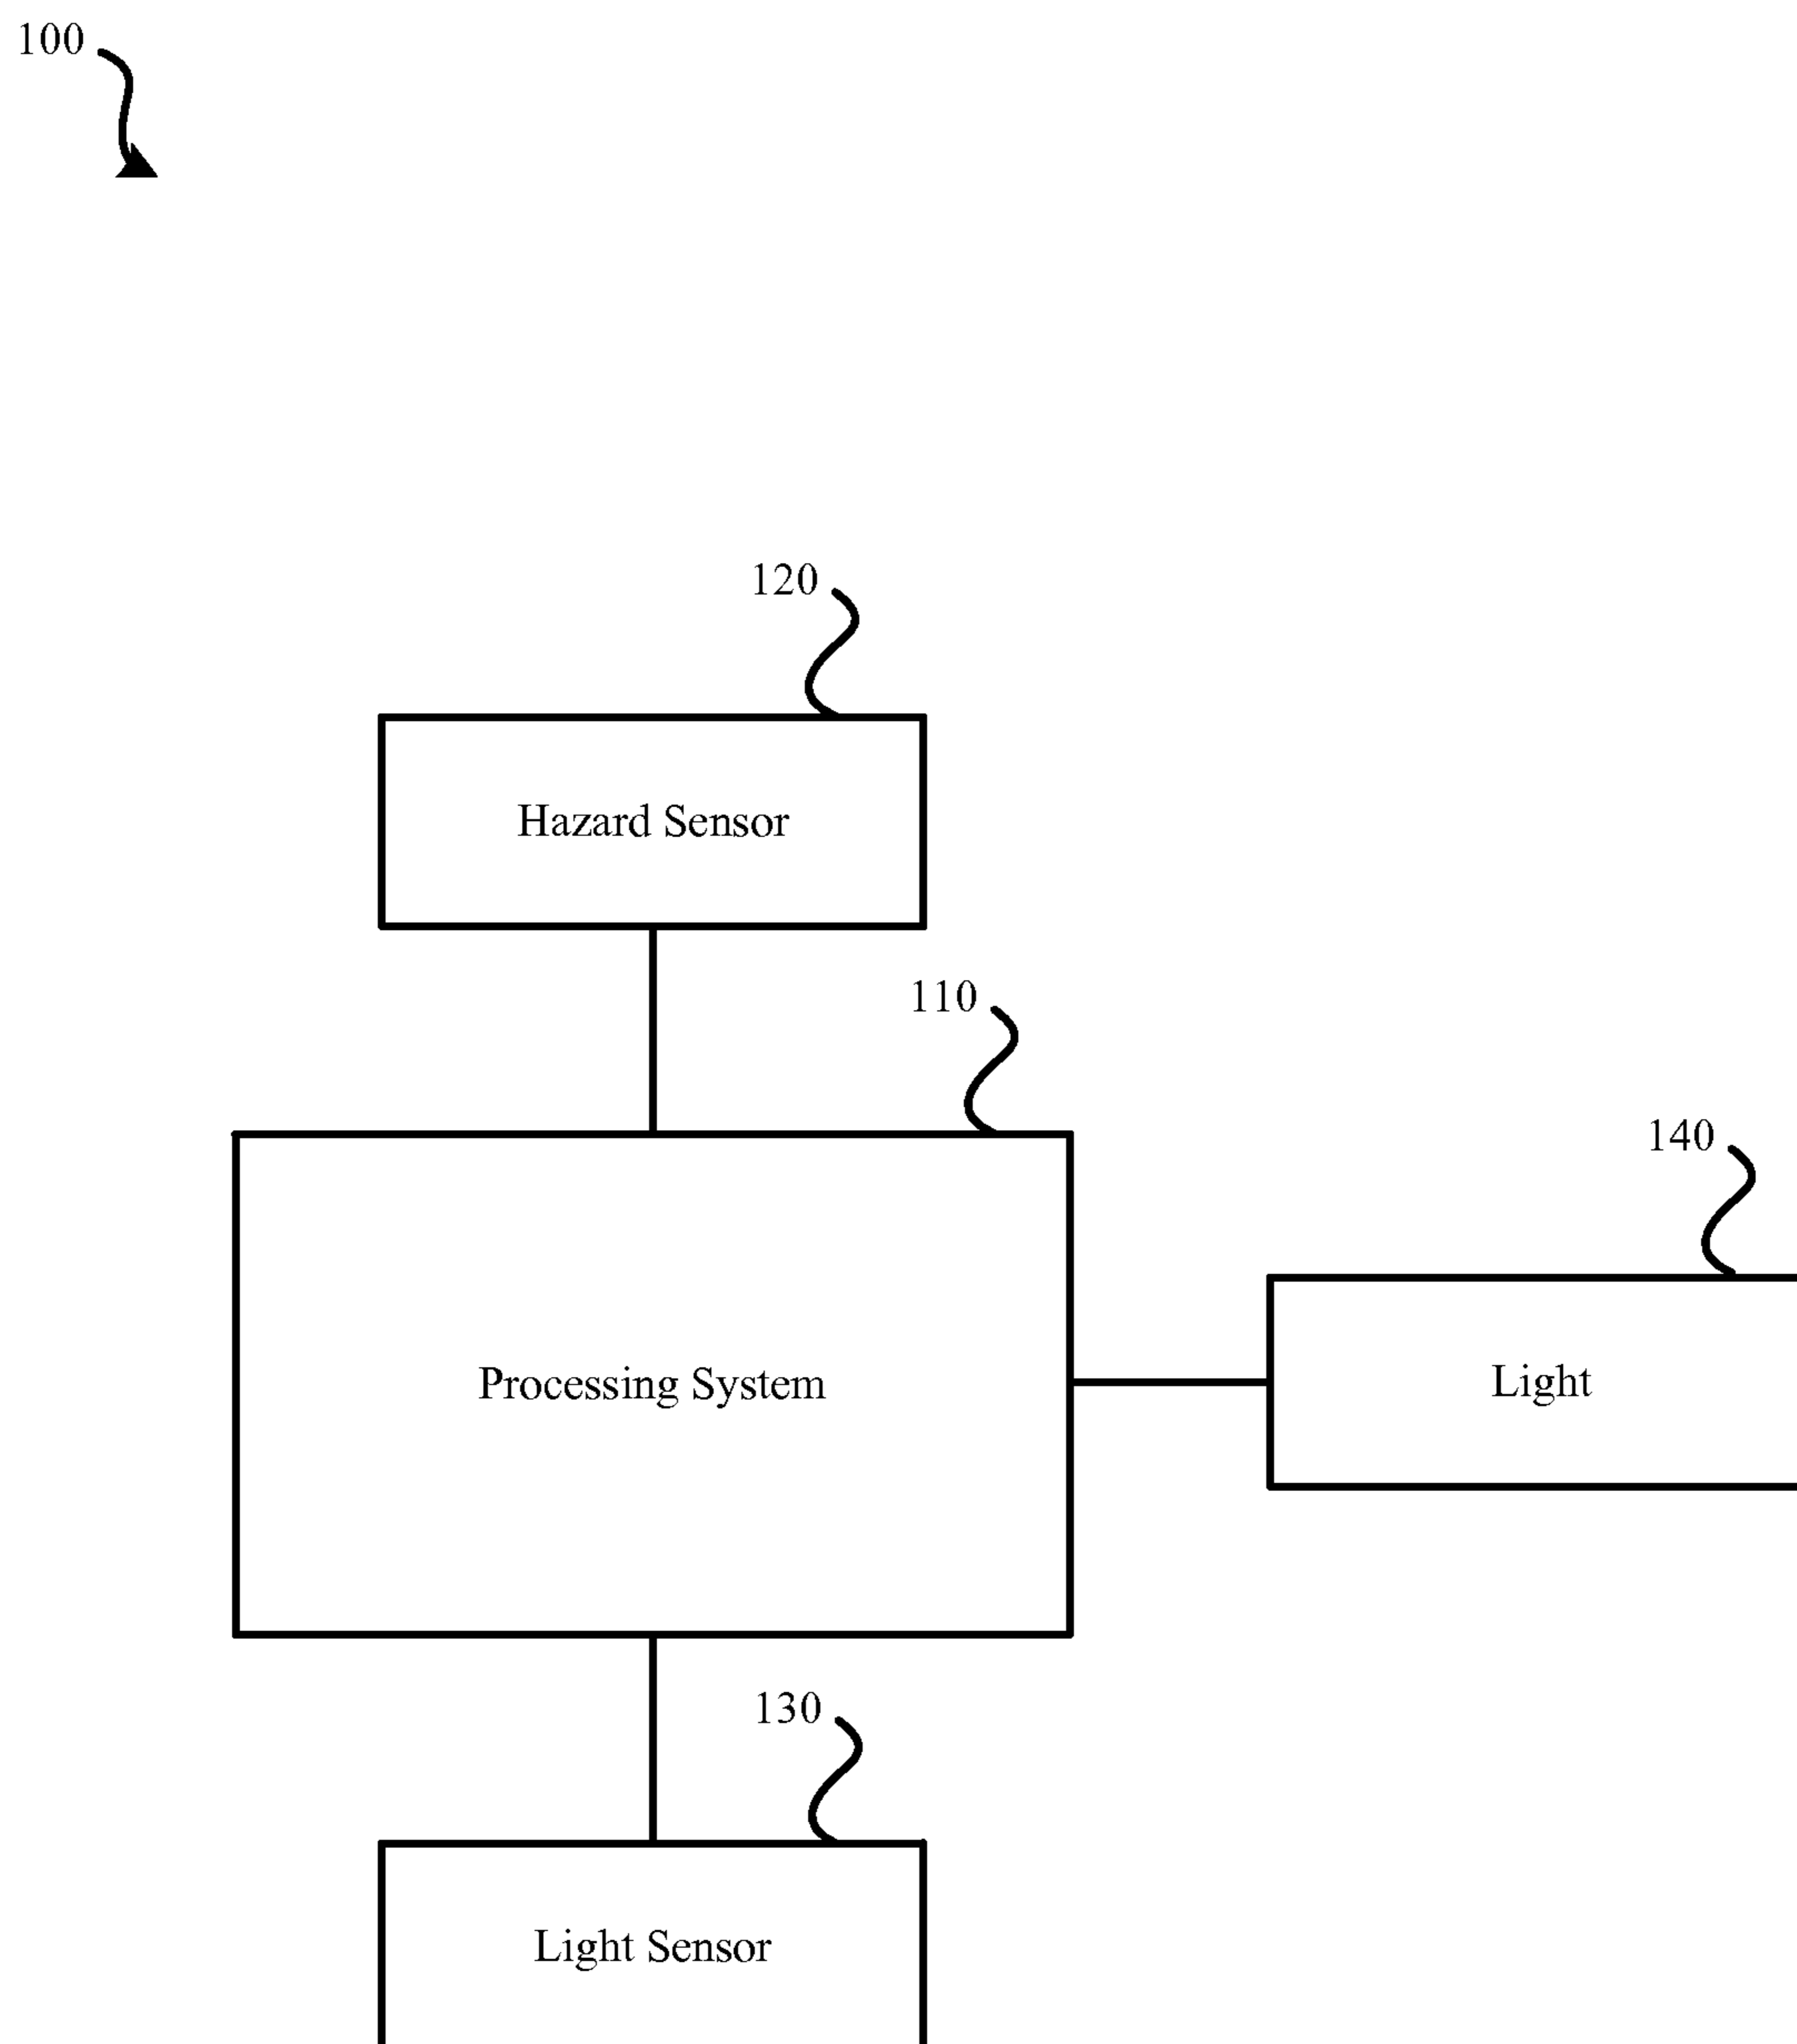 100
120
Hazard Sensor
110
140
Processing System
Light
130
Light Sensor